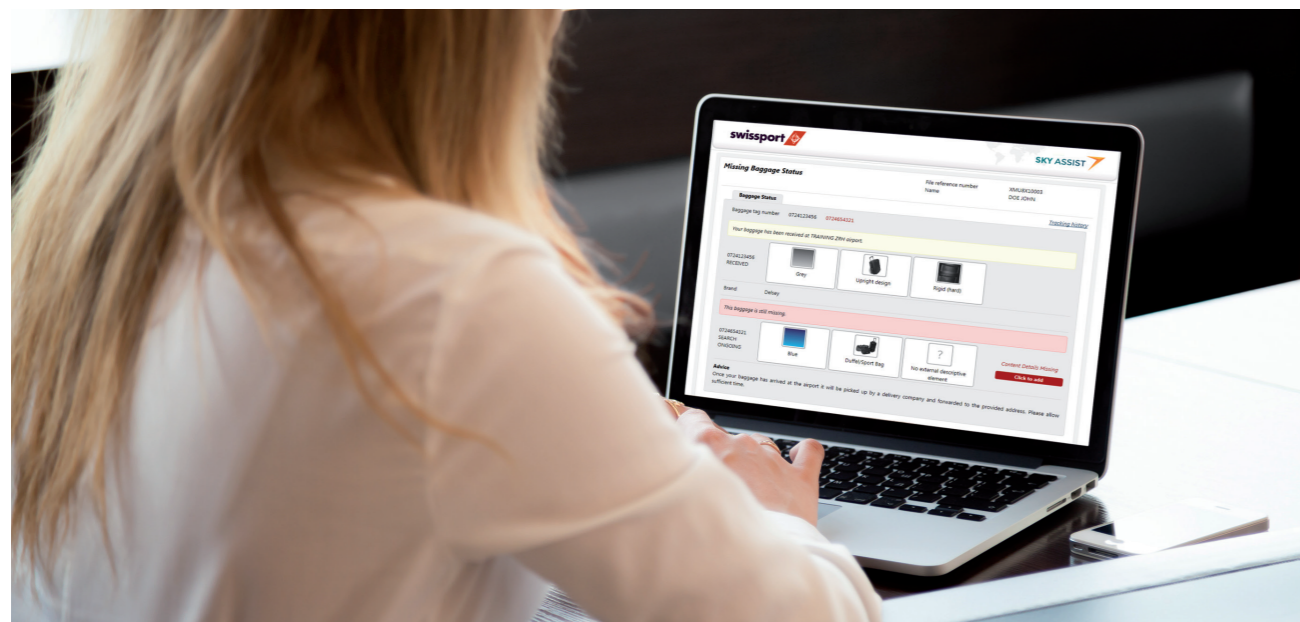 swissport
SKY ASSIST
Missing Baggage Status
File reference number XMUBX10003
Name DOE JOHN
Baggage Status
Tracking history
Baggage tag number 0724123456 0724654321
Your baggage has been received at TRAINING ZRH airport.
0724123456
RECEIVED
Grey
Upright design
Rigid (hard)
Brand Delsey
This baggage is still missing.
0724654321
SEARCH
ONGOING
Blue
Duffel/Sport Bag
?
No external descriptive
element
Content Details Missing
Click to add
Advice
Once your baggage has arrived at the airport it will be picked up by a delivery company and forwarded to the provided address. Please allow
sufficient time.